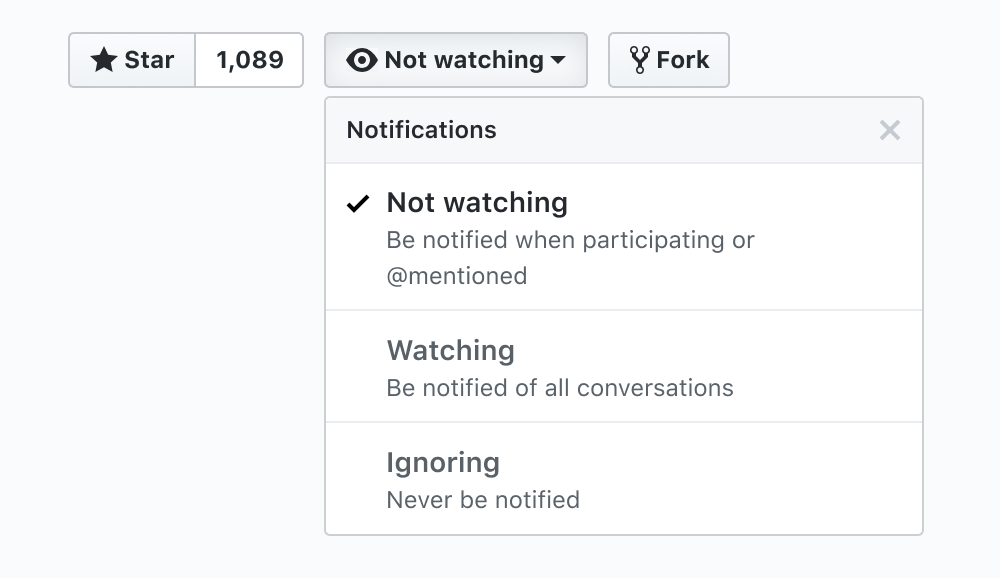 Star 1,089 Not watching Fork
Notifications
Not watching
Be notified when participating or
@mentioned
Watching
Be notified of all conversations
Ignoring
Never be notified